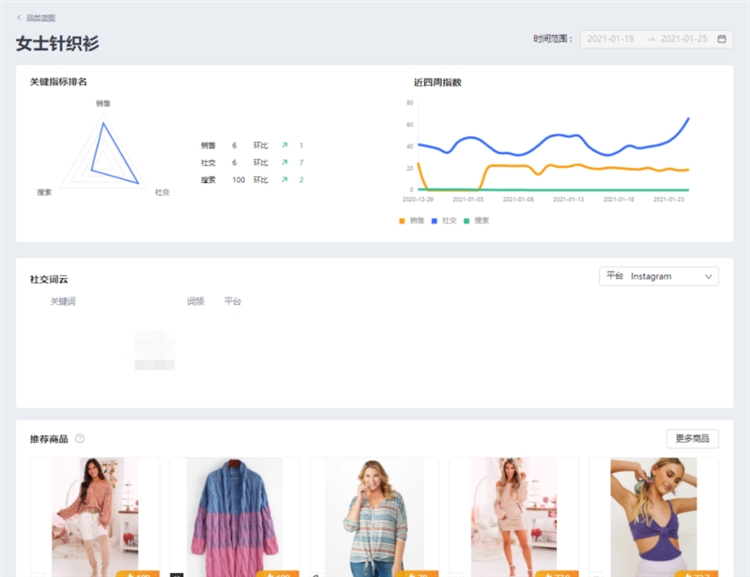 < 品类蓝图
女士针织衫
时间范围： 2021-01-19 → 2021-01-25
关键指标排名
销售
搜索
社交
销售 6 环比 1
社交 6 环比 7
搜索 100 环比 2
近四周指数
80
60
40
20
0
2020-12-29 2021-01-03 2021-01-08 2021-01-13 2021-01-18 2021-01-23
销售 社交 搜索
社交词云
平台 Instagram
关键词 词频 平台
推荐商品 ?
更多商品